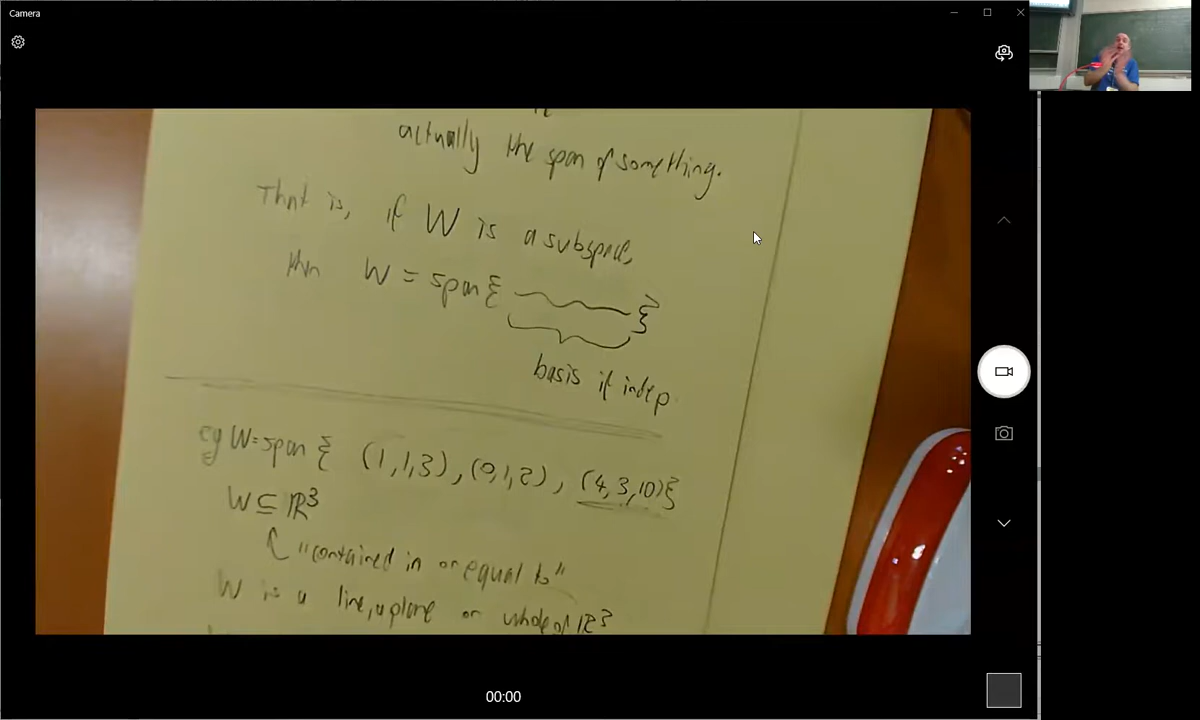 Camera
actually the span of something.
That is, if W is a subspace,
then W = span{ }
basis if indep.
eg W=span { (1,1,3), (0,1,2), (4,3,10)}
W ⊆ ℝ³
"contained in or equal to"
W is a line, a plane or whole of ℝ³
00:00